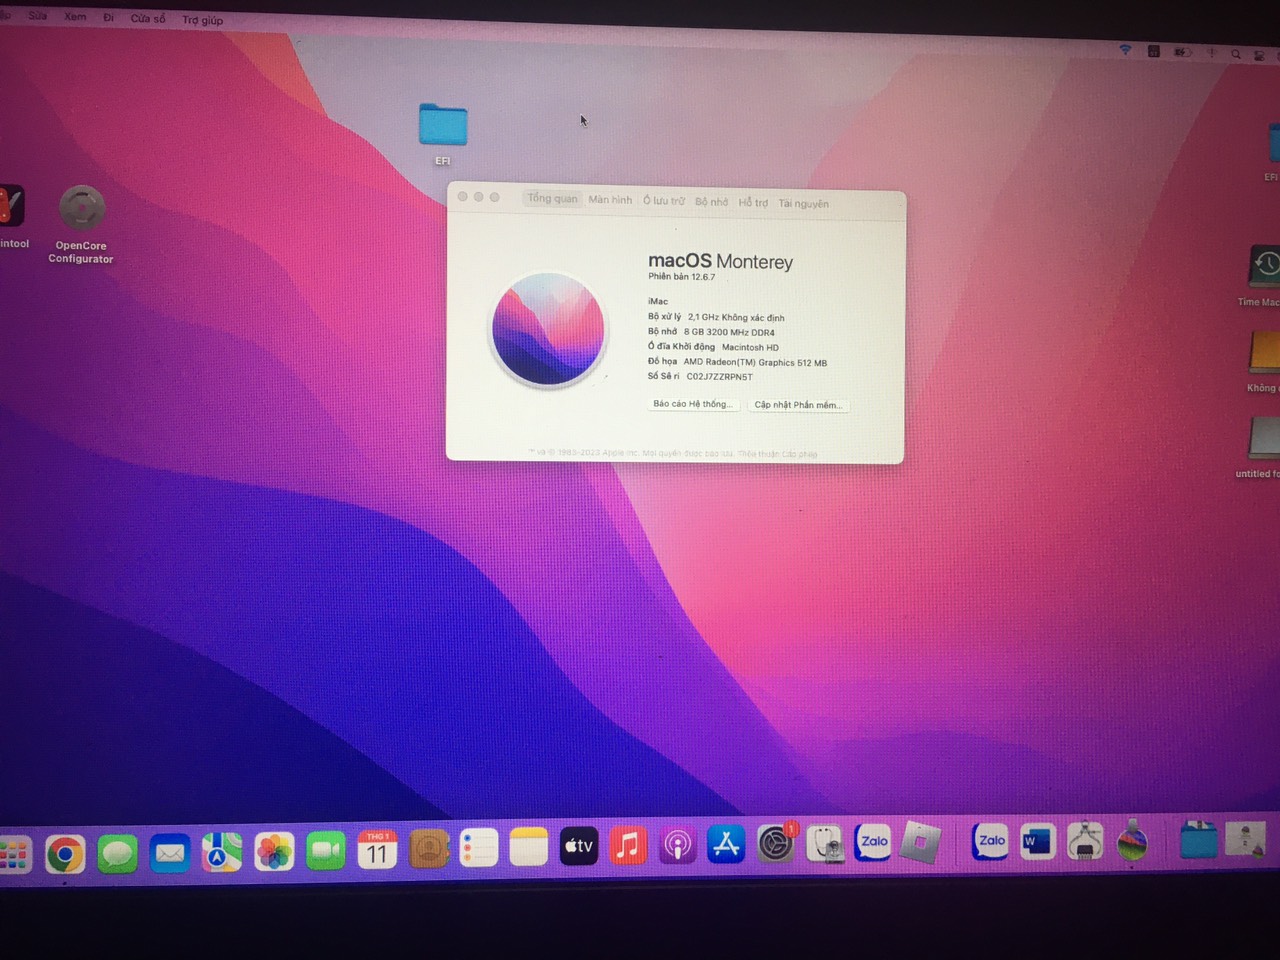 Sửa Xem Đi Cửa sổ Trợ giúp
EFI
EFI
intool
OpenCore
Configurator
Tổng quan Màn hình Ổ lưu trữ Bộ nhớ Hỗ trợ Tài nguyên
macOS Monterey
Phiên bản 12.6.7
iMac
Bộ xử lý 2,1 GHz Không xác định
Bộ nhớ 8 GB 3200 MHz DDR4
Ổ đĩa Khởi động Macintosh HD
Đồ họa AMD Radeon(TM) Graphics 512 MB
Số Sê ri C02J7ZZRPN5T
Báo cáo Hệ thống... Cập nhật Phần mềm...
™ và © 1983-2023 Apple Inc. Mọi quyền được bảo lưu. Thỏa thuận Cấp phép
Time Mac
Không
untitled fo
THG 1
11
tv
1
Zalo
Zalo
W